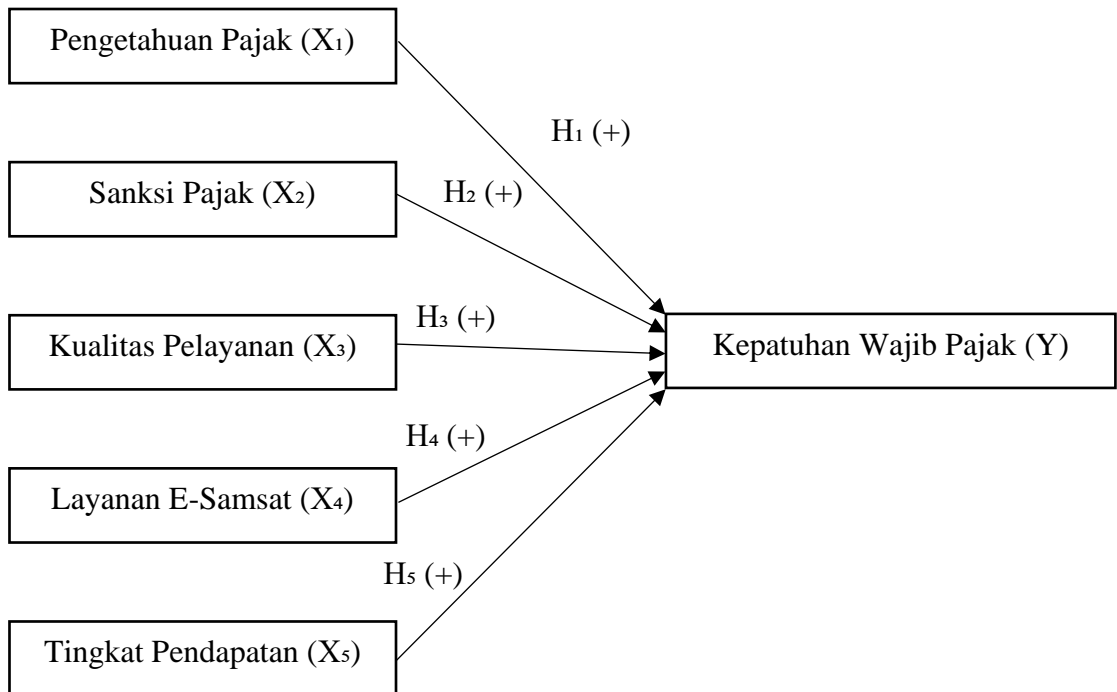 Pengetahuan Pajak (X₁)
H₁ (+)
Sanksi Pajak (X₂)
H₂ (+)
Kualitas Pelayanan (X₃)
H₃ (+)
Kepatuhan Wajib Pajak (Y)
H₄ (+)
Layanan E-Samsat (X₄)
H₅ (+)
Tingkat Pendapatan (X₅)